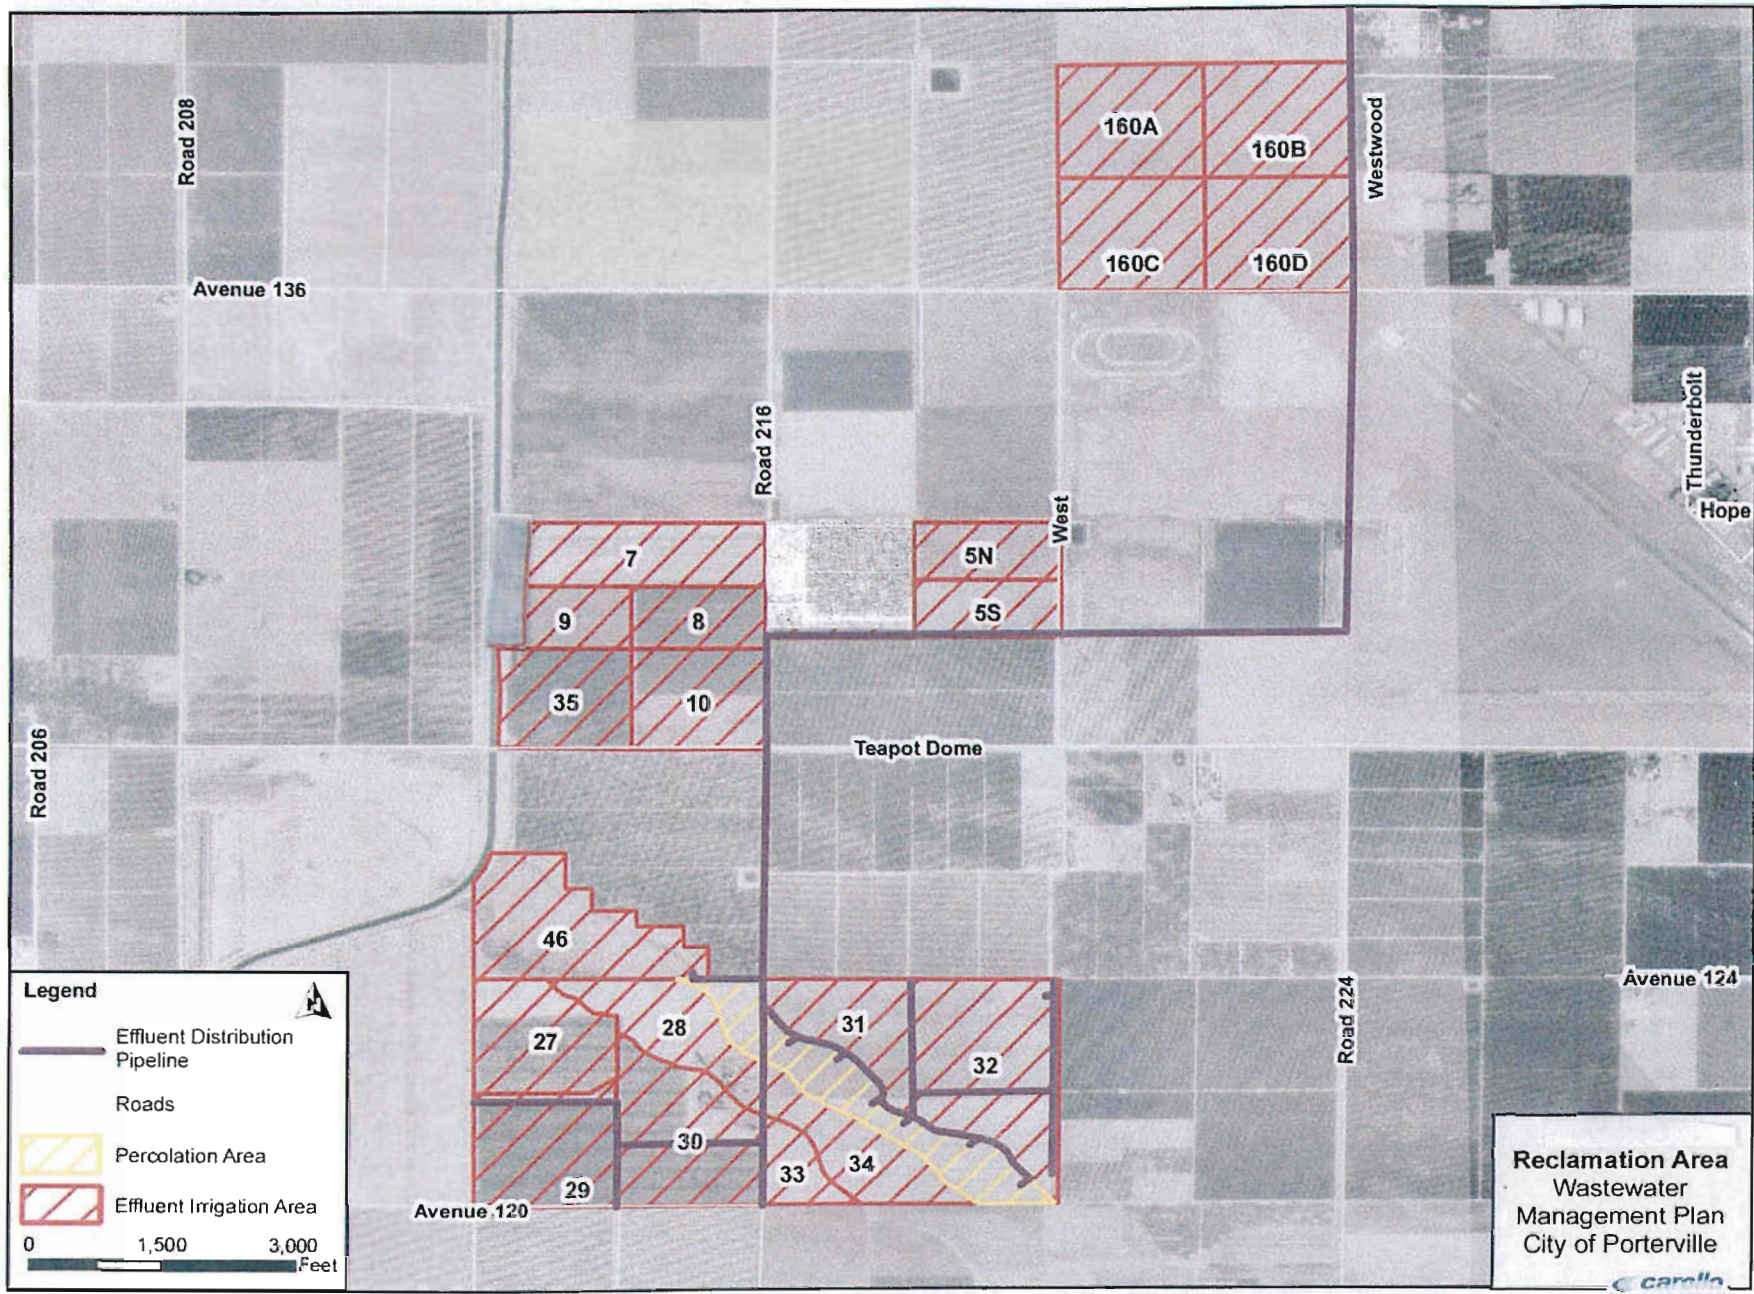 160A
160B
160C
160D
Westwood
Road 208
Avenue 136
Road 216
Thunderbolt
Hope
West
7
5N
5S
9
8
35
10
Road 206
Teapot Dome
46
Avenue 124
Road 224
31
28
27
32
30
33
34
29
Avenue 120
Legend
N
Effluent Distribution
Pipeline
Roads
Percolation Area
Effluent Irrigation Area
0 1,500 3,000
Feet
Reclamation Area
Wastewater
Management Plan
City of Porterville
carollo